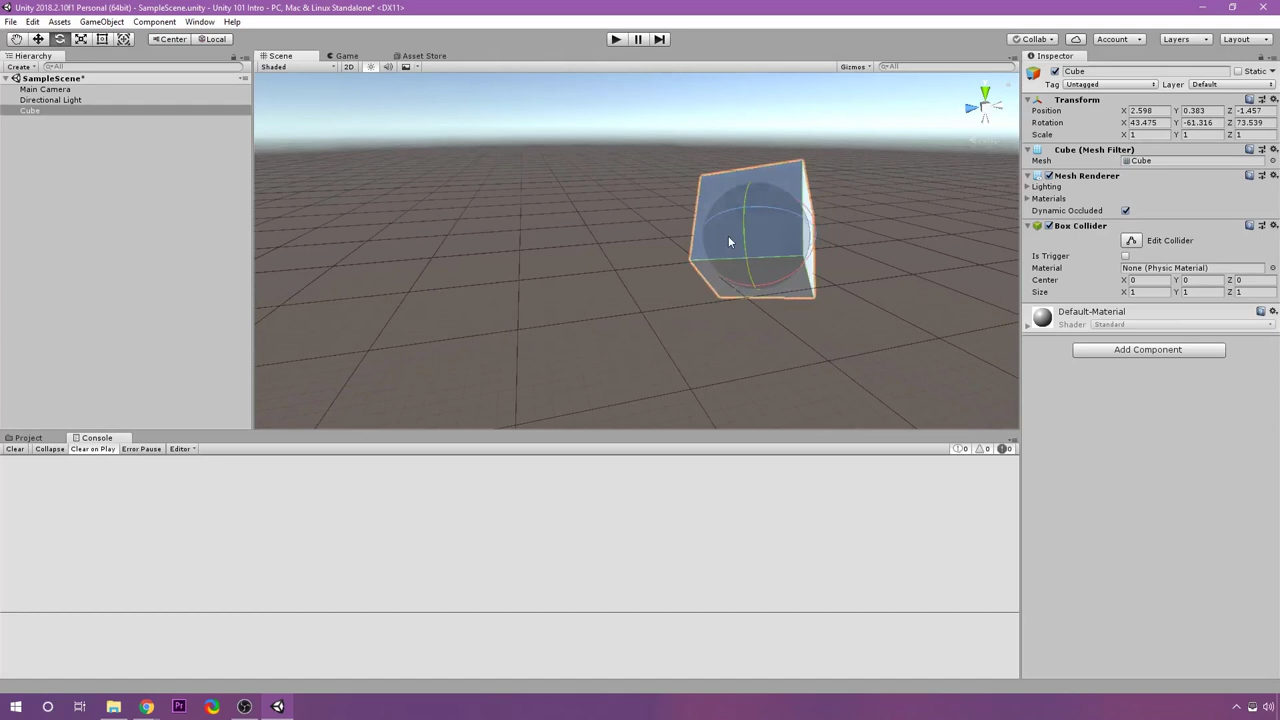 Unity 2018.2.10f1 Personal (64bit) - SampleScene.unity - Unity 101 Intro - PC, Mac & Linux Standalone* <DX11>
File Edit Assets GameObject Component Window Help
Center Local Collab Account Layers Layout
Hierarchy Scene Game Asset Store Inspector
Create All Shaded 2D Gizmos All
SampleScene*
Main Camera
Directional Light
Cube
Cube Static
Tag Untagged Layer Default
Transform
Position X 2.598 Y 0.383 Z -1.457
Rotation X 43.475 Y -61.316 Z 73.539
Scale X 1 Y 1 Z 1
Cube (Mesh Filter)
Mesh Cube
Mesh Renderer
Lighting
Materials
Dynamic Occluded
Box Collider
Edit Collider
Is Trigger
Material None (Physic Material)
Center X 0 Y 0 Z 0
Size X 1 Y 1 Z 1
Default-Material
Shader Standard
Add Component
Project Console
Clear Collapse Clear on Play Error Pause Editor 0 0 0
Pr